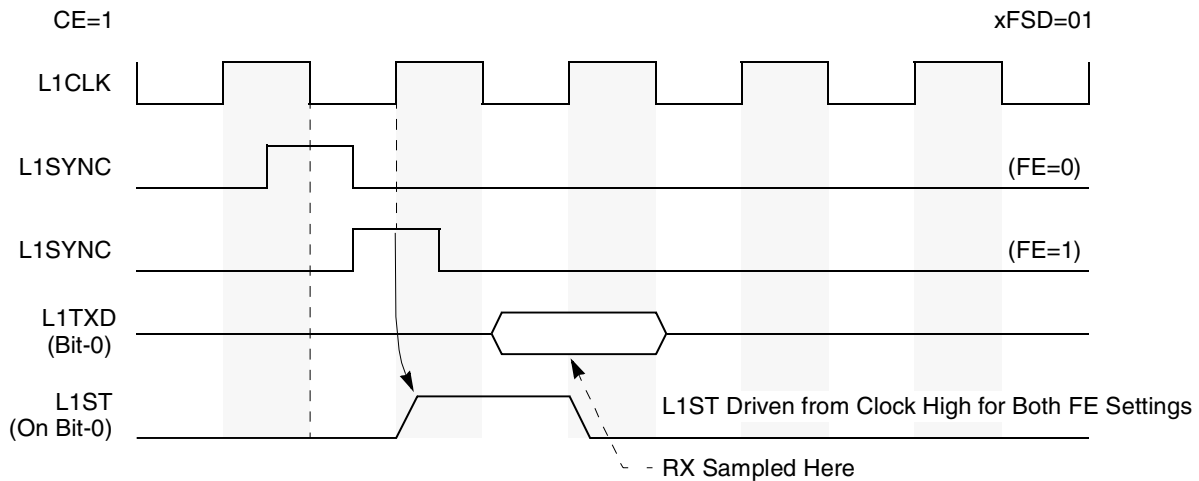 CE=1
xFSD=01
L1CLK
L1SYNC
(FE=0)
L1SYNC
(FE=1)
L1TXD
(Bit-0)
L1ST
(On Bit-0)
L1ST Driven from Clock High for Both FE Settings
RX Sampled Here